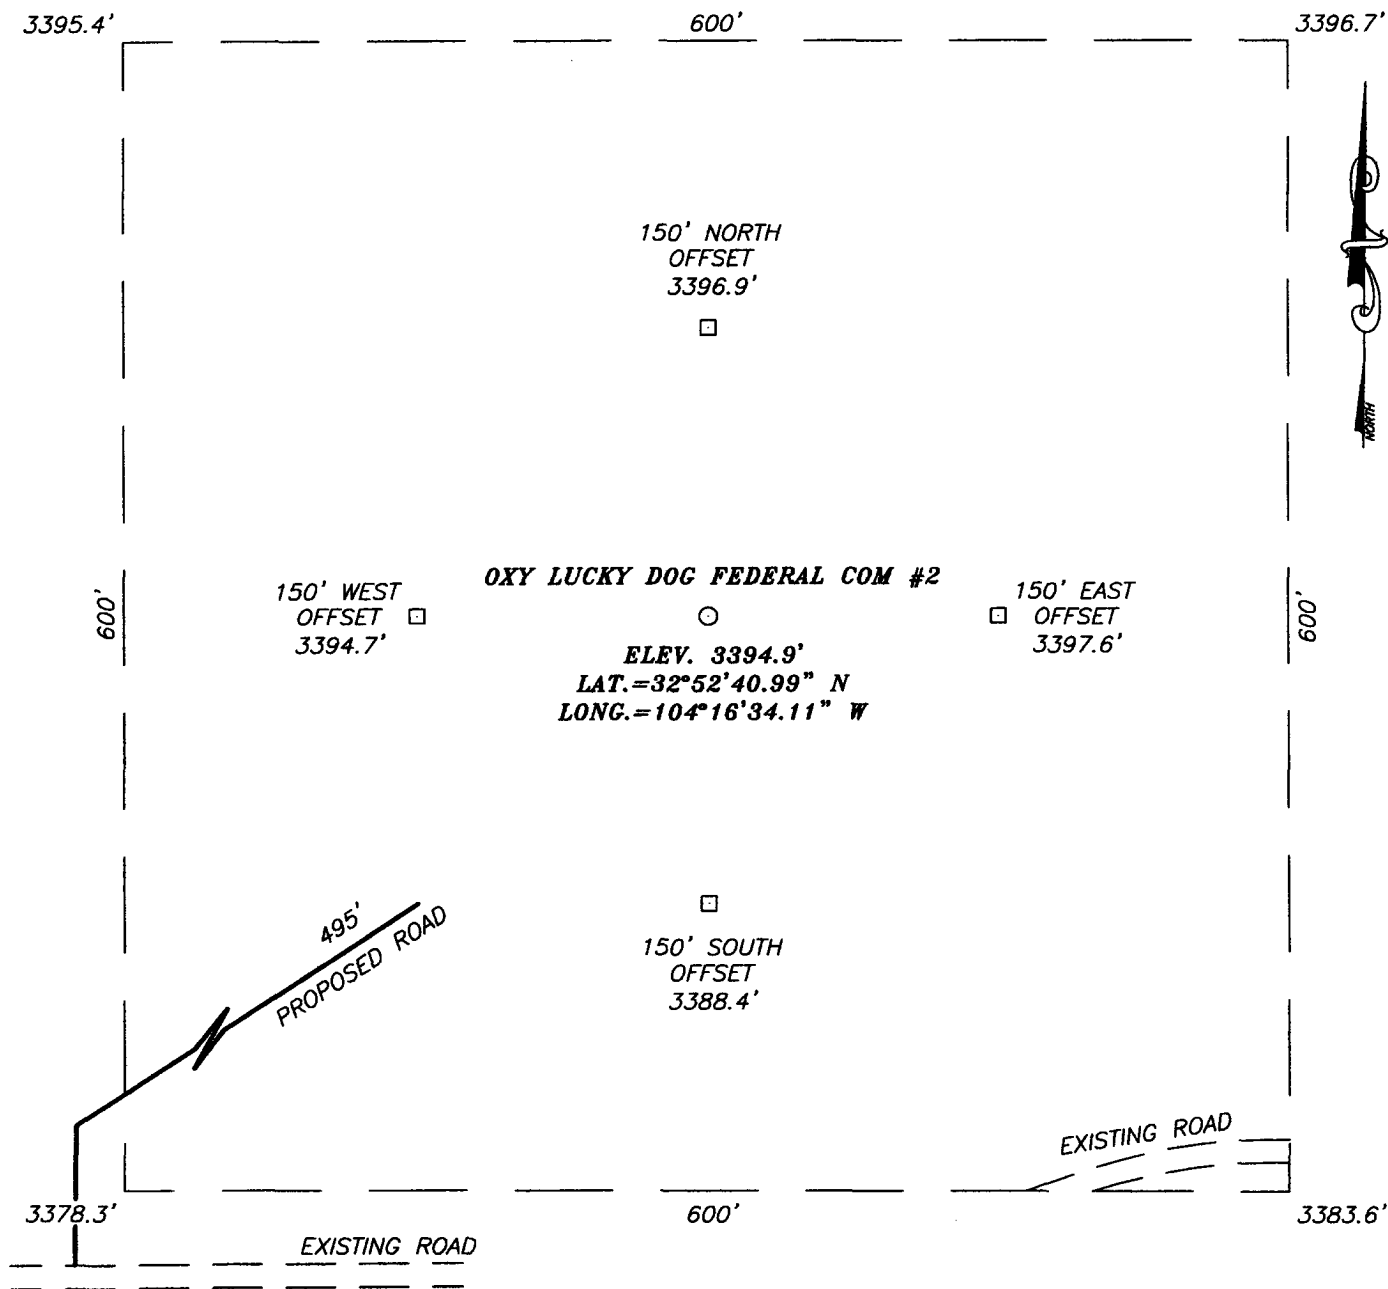 3395.4'
600'
3396.7'
150' NORTH
OFFSET
3396.9'
NORTH
600'
150' WEST
OFFSET
3394.7'
OXY LUCKY DOG FEDERAL COM #2
ELEV. 3394.9'
LAT.=32°52'40.99" N
LONG.=104°16'34.11" W
150' EAST
OFFSET
3397.6'
600'
495'
PROPOSED ROAD
150' SOUTH
OFFSET
3388.4'
EXISTING ROAD
3378.3'
600'
3383.6'
EXISTING ROAD